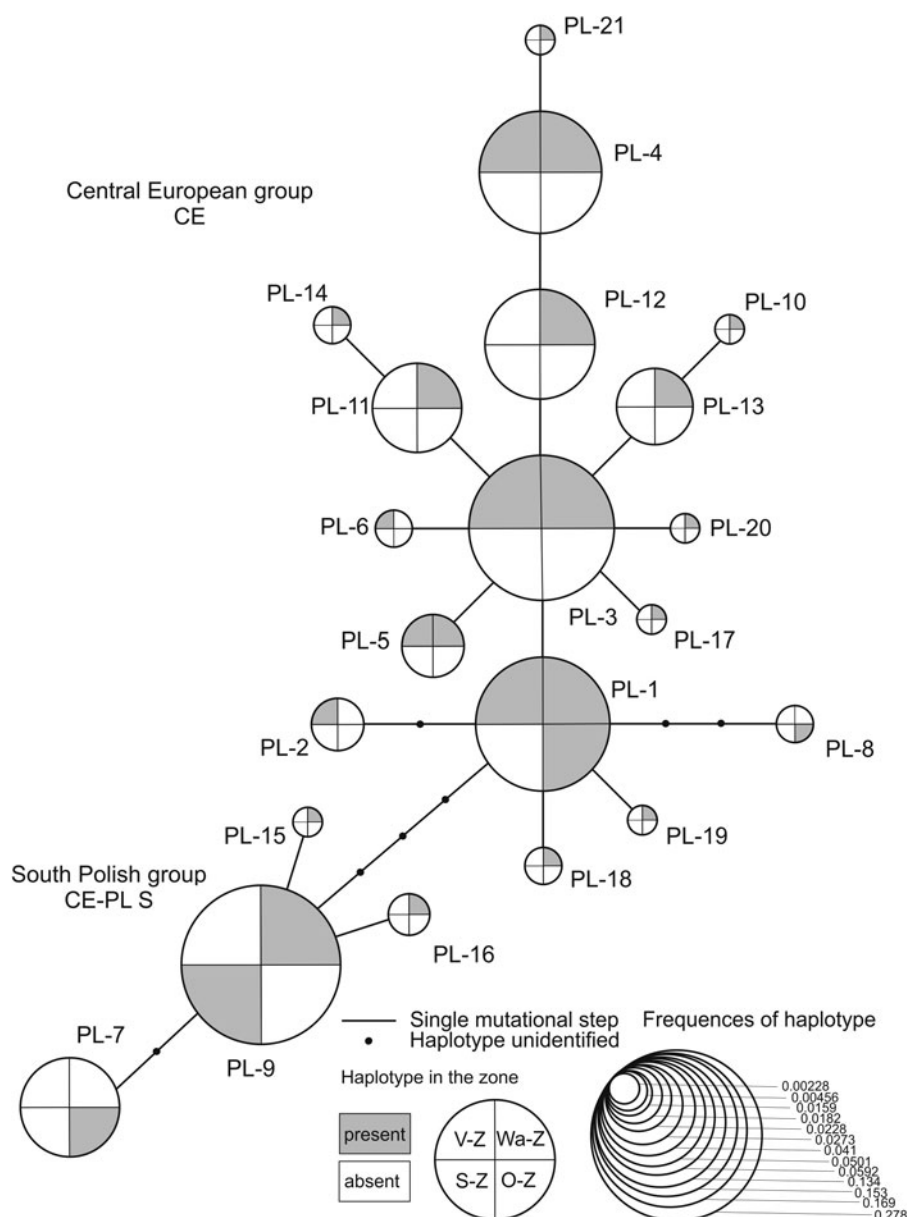 PL-21
PL-4
Central European group
CE
PL-14
PL-12
PL-10
PL-11
PL-13
PL-6
PL-20
PL-3
PL-17
PL-5
PL-1
PL-2
PL-8
PL-15
PL-19
PL-18
South Polish group
CE-PL S
PL-16
PL-7
PL-9
Single mutational step
Haplotype unidentified
Frequences of haplotype
Haplotype in the zone
present
absent
V-Z Wa-Z
S-Z O-Z
0.00228
0.00456
0.0159
0.0182
0.0228
0.0273
0.041
0.0501
0.0592
0.134
0.153
0.169
0.278